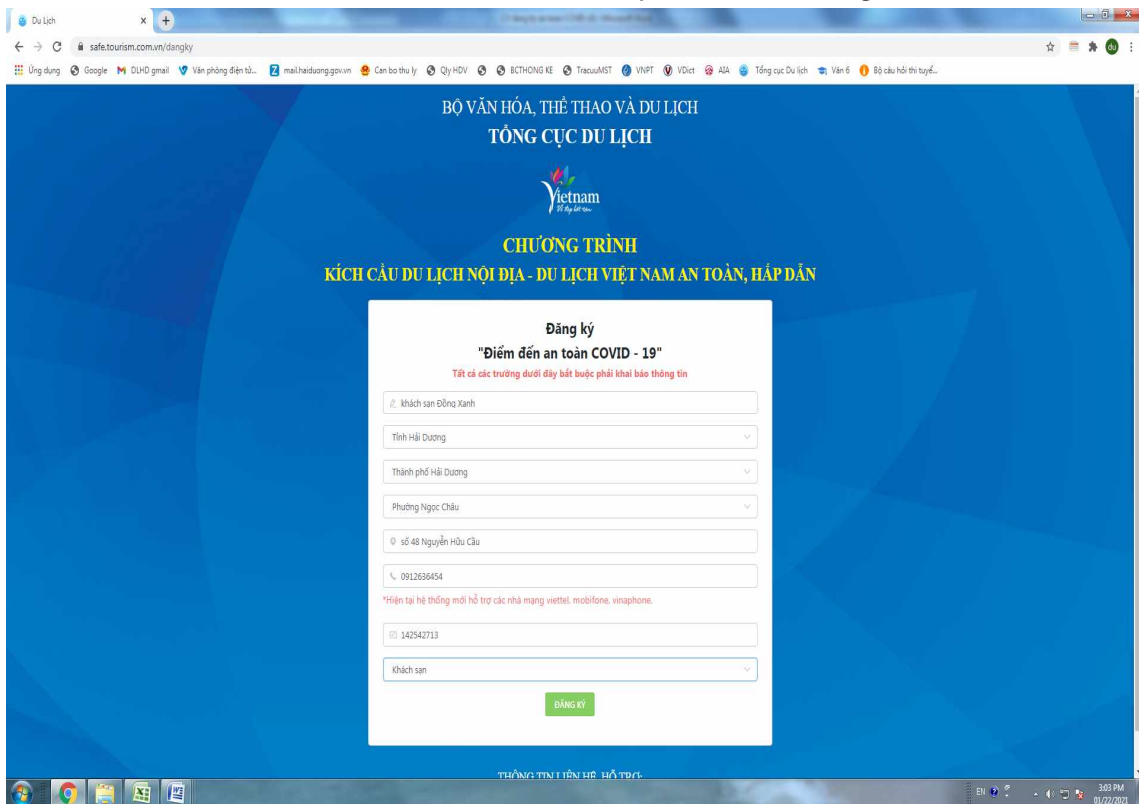 Du Lịch
safe.tourism.com.vn/dangky
du
Ứng dụng Google DLHD gmail Văn phòng điện tử... mail.haiduong.gov.vn Can bo thu ly Qly HDV BCTHONG KE TracuuMST VNPT VDict AIA Tổng cục Du lịch Văn 6 Bộ câu hỏi thi tuyể...
BỘ VĂN HÓA, THỂ THAO VÀ DU LỊCH
TỔNG CỤC DU LỊCH
Vietnam
CHƯƠNG TRÌNH
KÍCH CẦU DU LỊCH NỘI ĐỊA - DU LỊCH VIỆT NAM AN TOÀN, HẤP DẪN
Đăng ký
"Điểm đến an toàn COVID - 19"
Tất cả các trường dưới đây bắt buộc phải khai báo thông tin
khách sạn Đồng Xanh
Tỉnh Hải Dương
Thành phố Hải Dương
Phường Ngọc Châu
số 48 Nguyễn Hữu Cầu
0912636454
*Hiện tại hệ thống mới hỗ trợ các nhà mạng viettel, mobifone, vinaphone.
142542713
Khách sạn
ĐĂNG KÝ
THÔNG TIN LIÊN HỆ, HỖ TRỢ:
EN
3:03 PM
01/22/2021